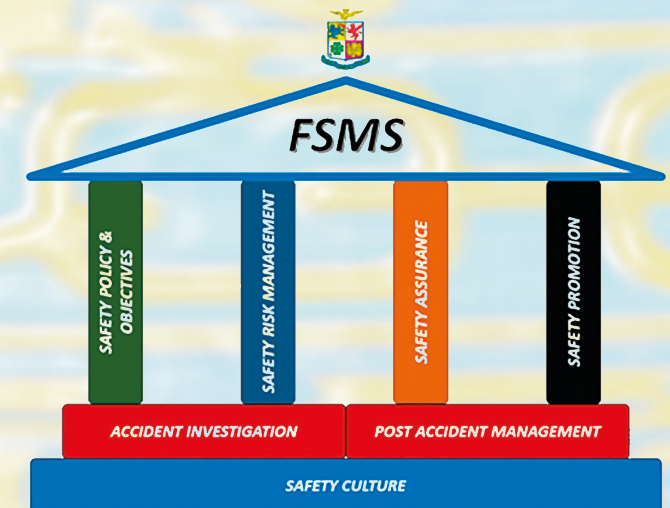 FSMS
SAFETY POLICY &
OBJECTIVES
SAFETY RISK MANAGEMENT
SAFETY ASSURANCE
SAFETY PROMOTION
ACCIDENT INVESTIGATION
POST ACCIDENT MANAGEMENT
SAFETY CULTURE